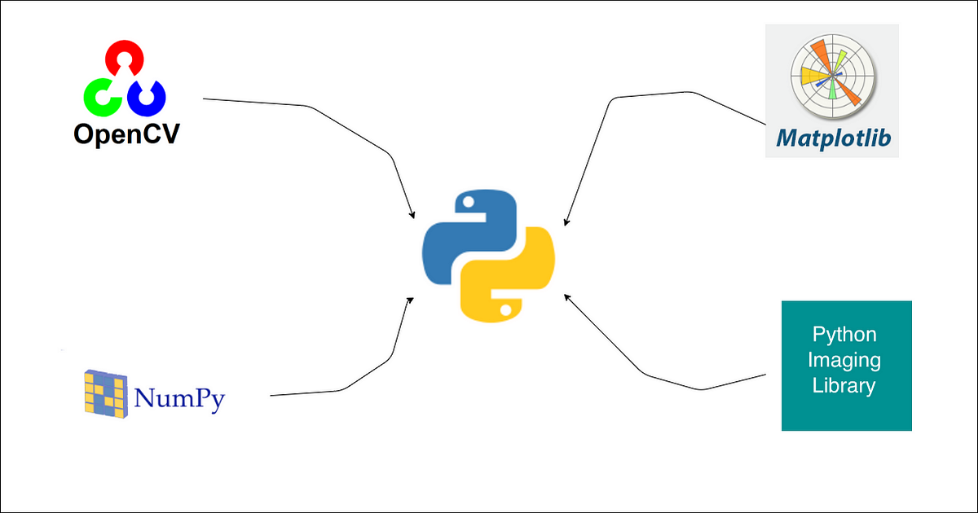 OpenCV
Matplotlib
NumPy
Python
Imaging
Library